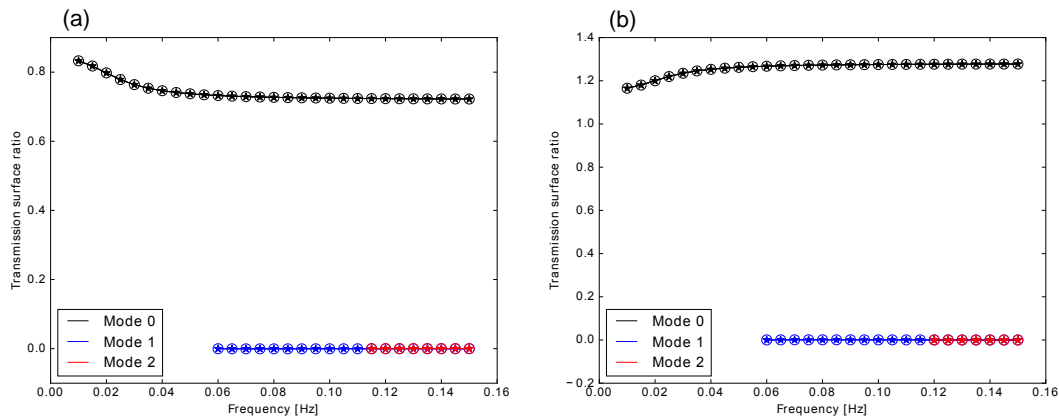 (a)
Transmission surface ratio
0.8
0.6
0.4
0.2
0.0
0.00 0.02 0.04 0.06 0.08 0.10 0.12 0.14 0.16
Frequency [Hz]
Mode 0
Mode 1
Mode 2
(b)
Transmission surface ratio
1.4
1.2
1.0
0.8
0.6
0.4
0.2
0.0
−0.2
0.00 0.02 0.04 0.06 0.08 0.10 0.12 0.14 0.16
Frequency [Hz]
Mode 0
Mode 1
Mode 2